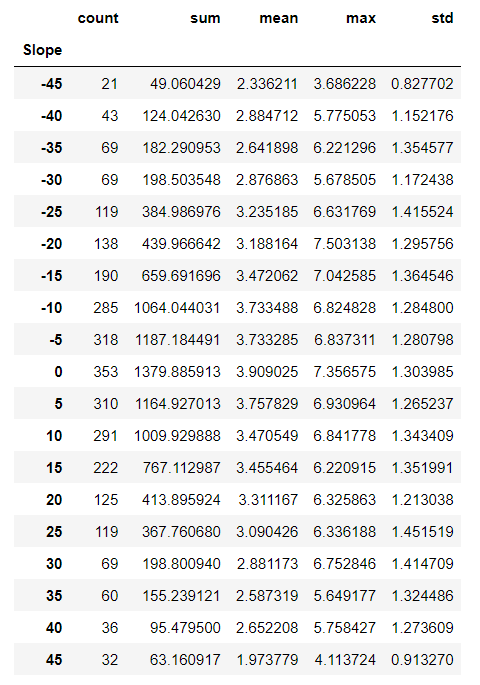 count sum mean max std
Slope
-45 21 49.060429 2.336211 3.686228 0.827702
-40 43 124.042630 2.884712 5.775053 1.152176
-35 69 182.290953 2.641898 6.221296 1.354577
-30 69 198.503548 2.876863 5.678505 1.172438
-25 119 384.986976 3.235185 6.631769 1.415524
-20 138 439.966642 3.188164 7.503138 1.295756
-15 190 659.691696 3.472062 7.042585 1.364546
-10 285 1064.044031 3.733488 6.824828 1.284800
-5 318 1187.184491 3.733285 6.837311 1.280798
0 353 1379.885913 3.909025 7.356575 1.303985
5 310 1164.927013 3.757829 6.930964 1.265237
10 291 1009.929888 3.470549 6.841778 1.343409
15 222 767.112987 3.455464 6.220915 1.351991
20 125 413.895924 3.311167 6.325863 1.213038
25 119 367.760680 3.090426 6.336188 1.451519
30 69 198.800940 2.881173 6.752846 1.414709
35 60 155.239121 2.587319 5.649177 1.324486
40 36 95.479500 2.652208 5.758427 1.273609
45 32 63.160917 1.973779 4.113724 0.913270